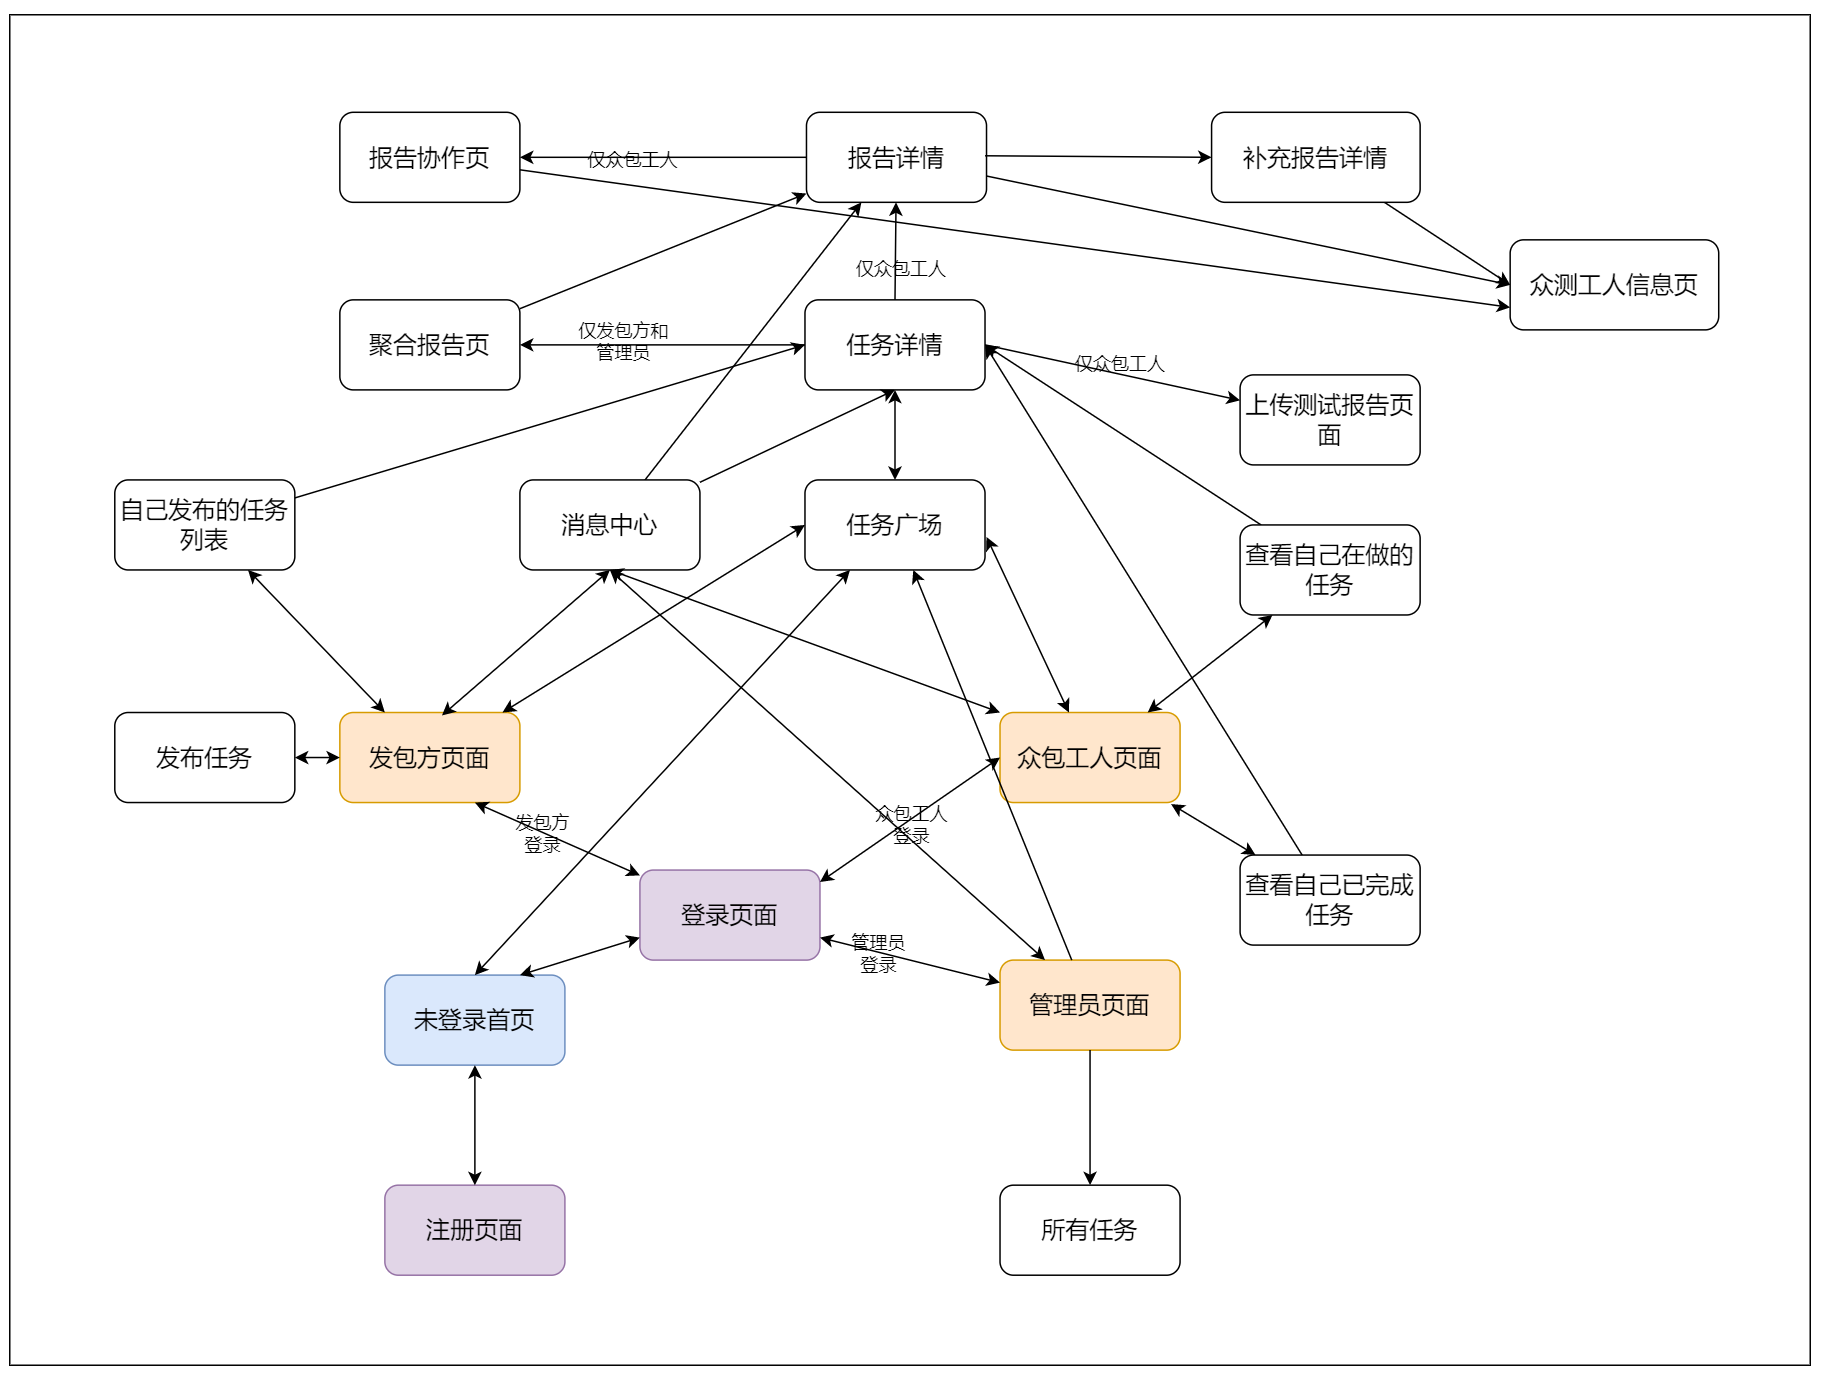 报告协作页
仅众包工人
报告详情
补充报告详情
仅众包工人
众测工人信息页
聚合报告页
仅发包方和
管理员
任务详情
仅众包工人
上传测试报告页
面
自己发布的任务
列表
消息中心
任务广场
查看自己在做的
任务
发布任务
发包方页面
众包工人页面
发包方
登录
众包工人
登录
登录页面
查看自己已完成
任务
管理员
登录
未登录首页
管理员页面
注册页面
所有任务